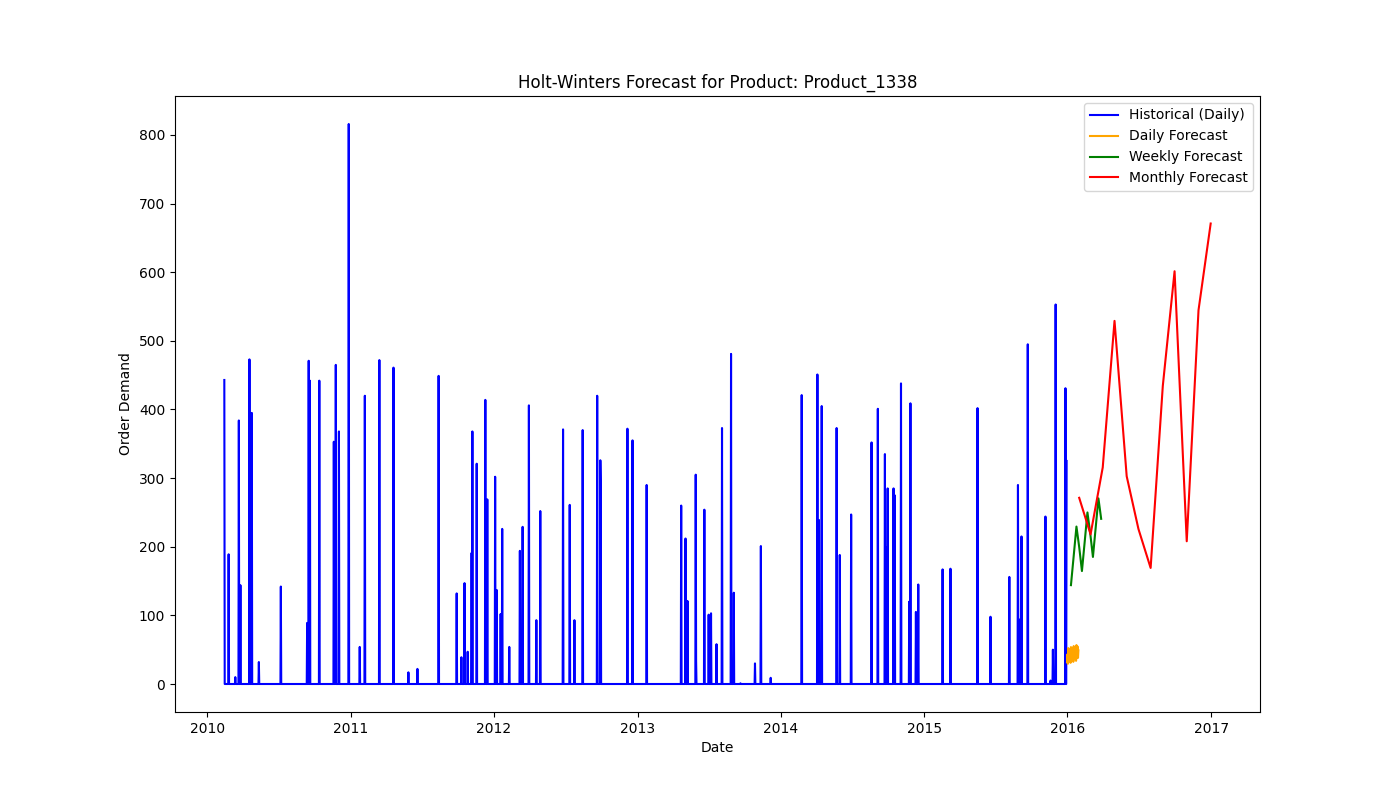 Holt-Winters Forecast for Product: Product_1338
Historical (Daily)
Daily Forecast
Weekly Forecast
Monthly Forecast
Order Demand
800
700
600
500
400
300
200
100
0
2010 2011 2012 2013 2014 2015 2016 2017
Date